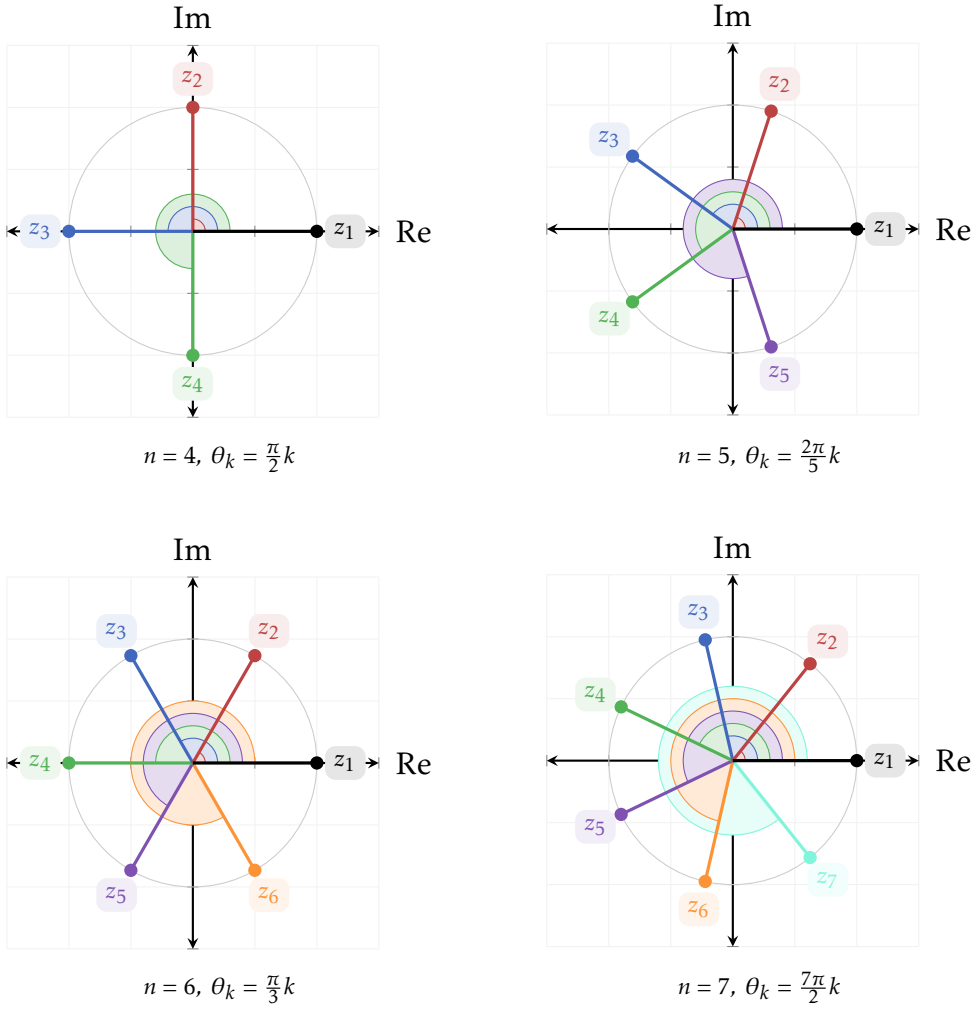 Im
Im
z₂
z₂
z₃
z₃
z₁
Re
z₁
Re
z₄
z₄
z₅
n = 4, θₖ = π/2 k
n = 5, θₖ = 2π/5 k
Im
Im
z₃
z₂
z₃
z₂
z₄
z₄
z₁
Re
z₁
Re
z₅
z₅
z₆
z₆
z₇
n = 6, θₖ = π/3 k
n = 7, θₖ = 7π/2 k